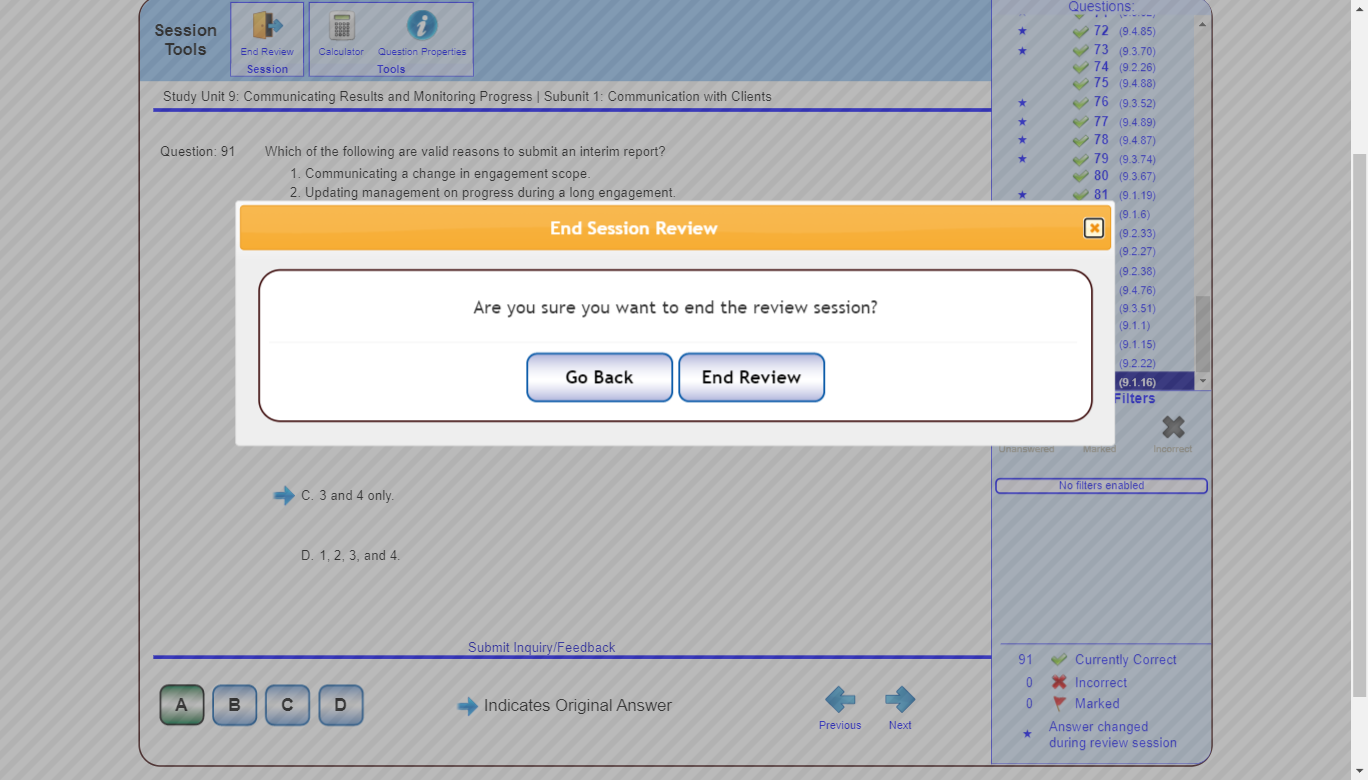 Session
Tools
End Review
Session
Calculator
Question Properties
Tools
Study Unit 9: Communicating Results and Monitoring Progress | Subunit 1: Communication with Clients
Question: 91
Which of the following are valid reasons to submit an interim report?
1. Communicating a change in engagement scope.
2. Updating management on progress during a long engagement.
End Session Review
Are you sure you want to end the review session?
Go Back
End Review
C. 3 and 4 only.
D. 1, 2, 3, and 4.
Submit Inquiry/Feedback
A
B
C
D
Indicates Original Answer
Previous
Next
Questions:
72 (9.4.85)
73 (9.3.70)
74 (9.2.26)
75 (9.4.88)
76 (9.3.52)
77 (9.4.89)
78 (9.4.87)
79 (9.3.74)
80 (9.3.67)
81 (9.1.19)
(9.1.6)
(9.2.33)
(9.2.27)
(9.2.38)
(9.4.76)
(9.3.51)
(9.1.1)
(9.1.15)
(9.2.22)
(9.1.16)
Filters
Unanswered
Marked
Incorrect
No filters enabled
91 Currently Correct
0 Incorrect
0 Marked
Answer changed
during review session